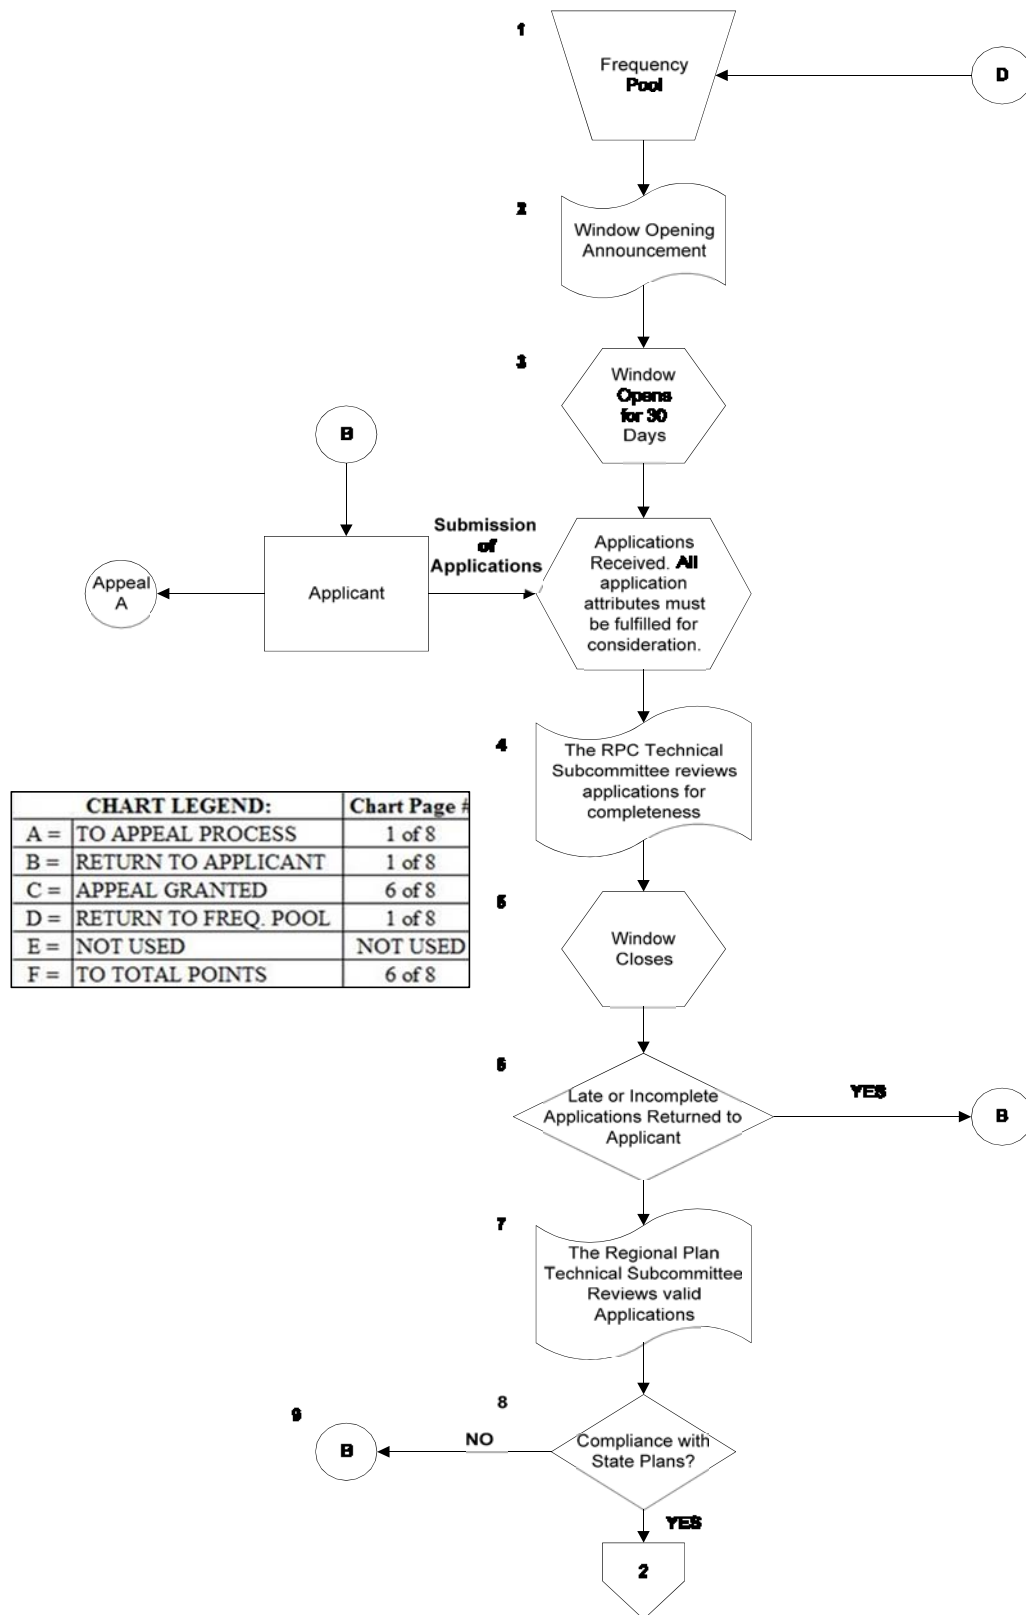 1
Frequency
Pool
D
2
Window Opening
Announcement
3
Window
Opens
for 30
Days
B
Submission
of
Applications
Appeal
A
Applicant
Applications
Received. All
application
attributes must
be fulfilled for
consideration.
4
The RPC Technical
Subcommittee reviews
applications for
completeness
CHART LEGEND: Chart Page #
A = TO APPEAL PROCESS 1 of 8
B = RETURN TO APPLICANT 1 of 8
C = APPEAL GRANTED 6 of 8
D = RETURN TO FREQ. POOL 1 of 8
E = NOT USED NOT USED
F = TO TOTAL POINTS 6 of 8
5
Window
Closes
6
Late or Incomplete
Applications Returned to
Applicant
YES
B
7
The Regional Plan
Technical Subcommittee
Reviews valid
Applications
8
9
B
NO
Compliance with
State Plans?
YES
2